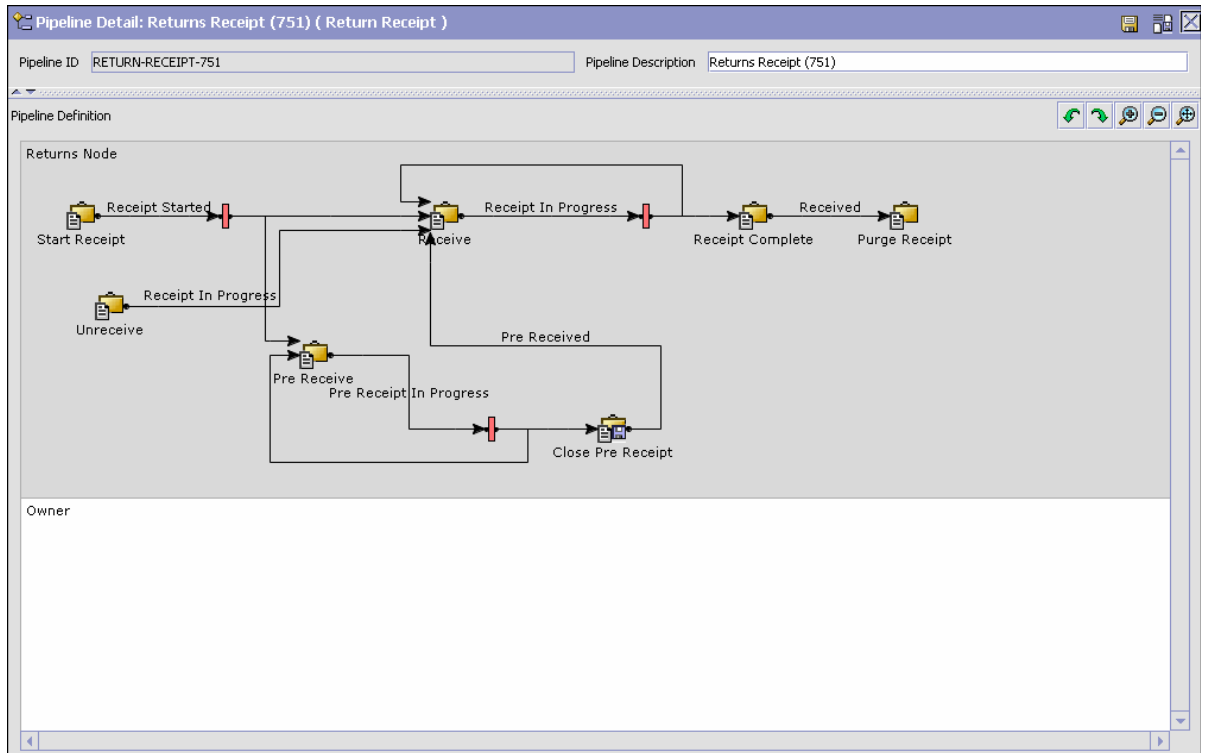 Pipeline Detail: Returns Receipt (751) ( Return Receipt )
Pipeline ID RETURN-RECEIPT-751 Pipeline Description Returns Receipt (751)
Pipeline Definition
Returns Node
Receipt Started Receipt In Progress Received
Start Receipt Receive Receipt Complete Purge Receipt
Receipt In Progress
Unreceive
Pre Received
Pre Receive
Pre Receipt In Progress
Close Pre Receipt
Owner